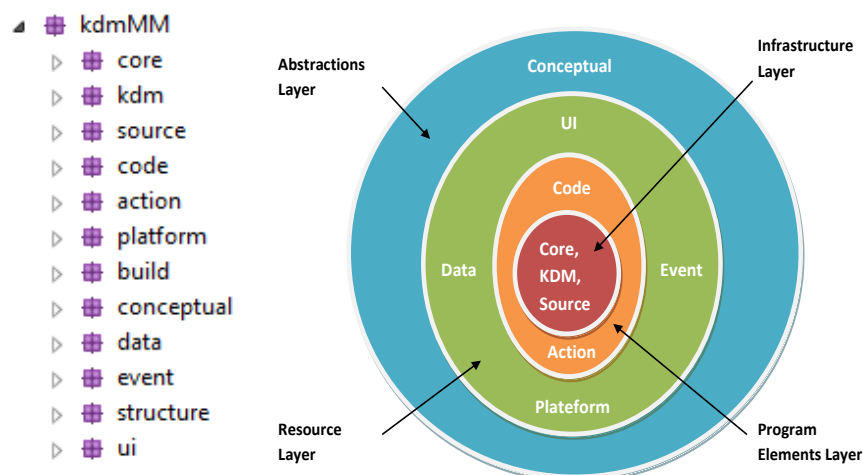 kdmMM
core
kdm
source
code
action
platform
build
conceptual
data
event
structure
ui
Abstractions
Layer
Infrastructure
Layer
Conceptual
UI
Code
Core,
KDM,
Source
Data
Event
Action
Plateform
Resource
Layer
Program
Elements Layer